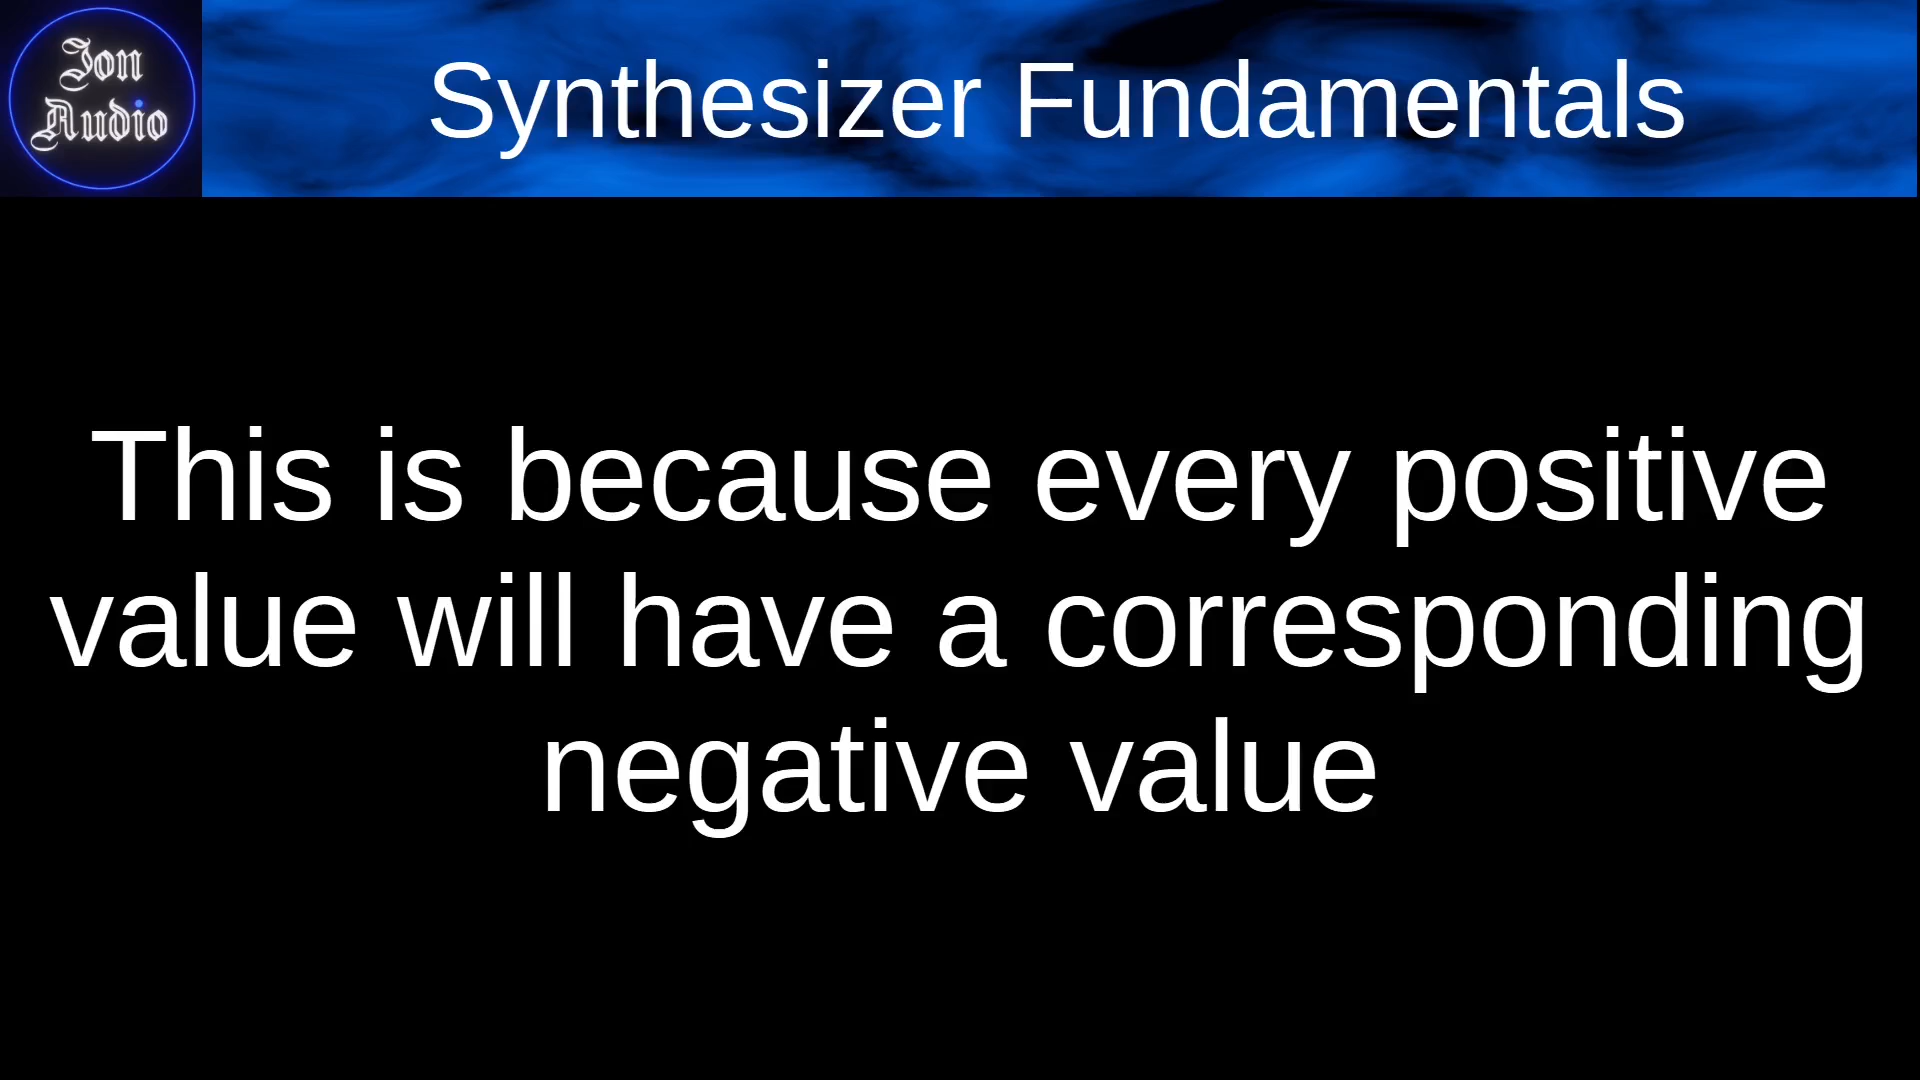 Jon
Audio
Synthesizer Fundamentals
This is because every positive
value will have a corresponding
negative value